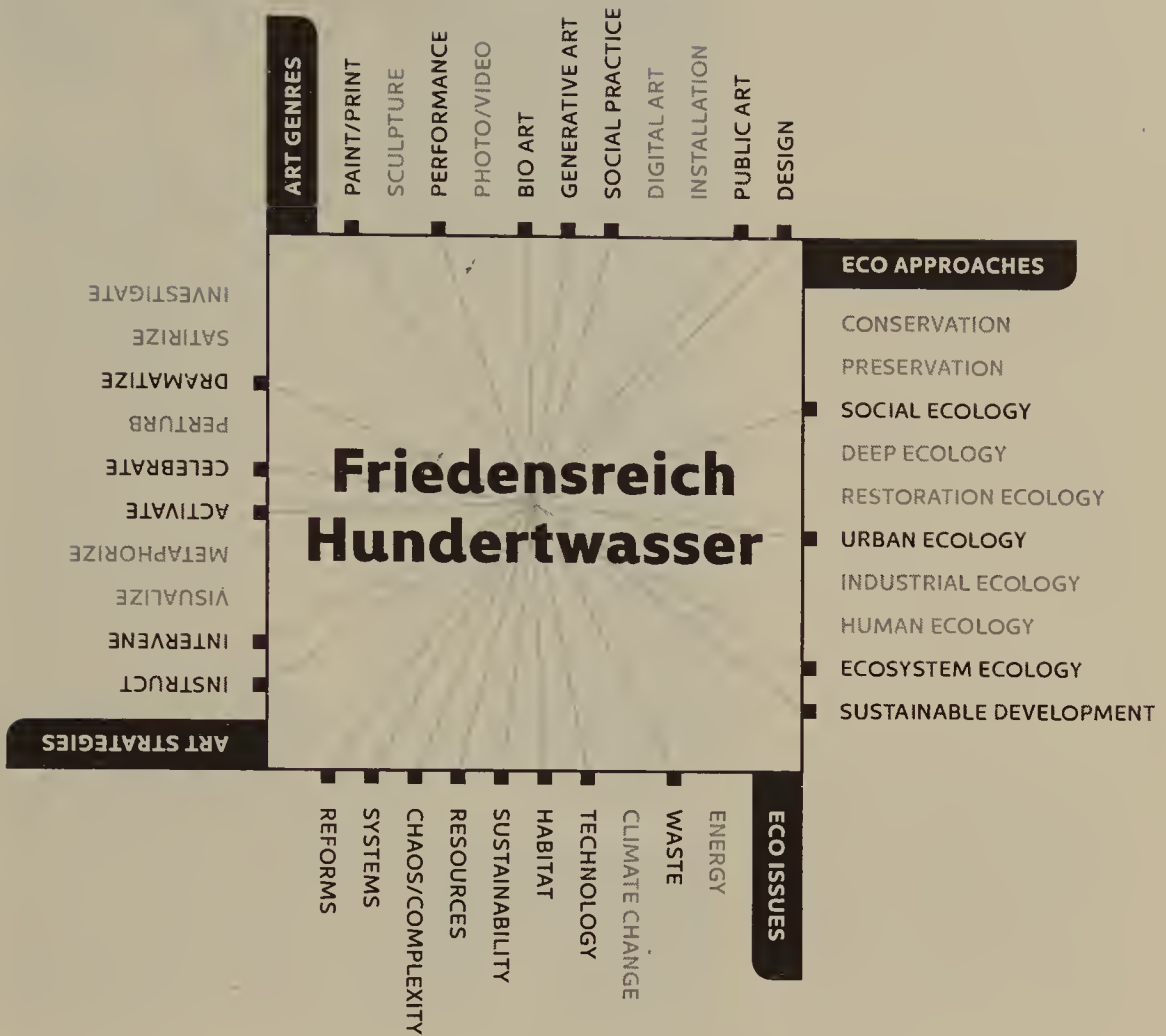 ART GENRES
PAINT/PRINT
SCULPTURE
PERFORMANCE
PHOTO/VIDEO
BIO ART
GENERATIVE ART
SOCIAL PRACTICE
DIGITAL ART
INSTALLATION
PUBLIC ART
DESIGN
ECO APPROACHES
CONSERVATION
PRESERVATION
SOCIAL ECOLOGY
DEEP ECOLOGY
RESTORATION ECOLOGY
URBAN ECOLOGY
INDUSTRIAL ECOLOGY
HUMAN ECOLOGY
ECOSYSTEM ECOLOGY
SUSTAINABLE DEVELOPMENT
Friedensreich
Hundertwasser
ECO ISSUES
ENERGY
WASTE
CLIMATE CHANGE
TECHNOLOGY
HABITAT
SUSTAINABILITY
RESOURCES
CHAOS/COMPLEXITY
SYSTEMS
REFORMS
ART STRATEGIES
INSTRUCT
INTERVENE
VISUALIZE
METAPHORIZE
ACTIVATE
CELEBRATE
PERTURB
DRAMATIZE
SATIRIZE
INVESTIGATE